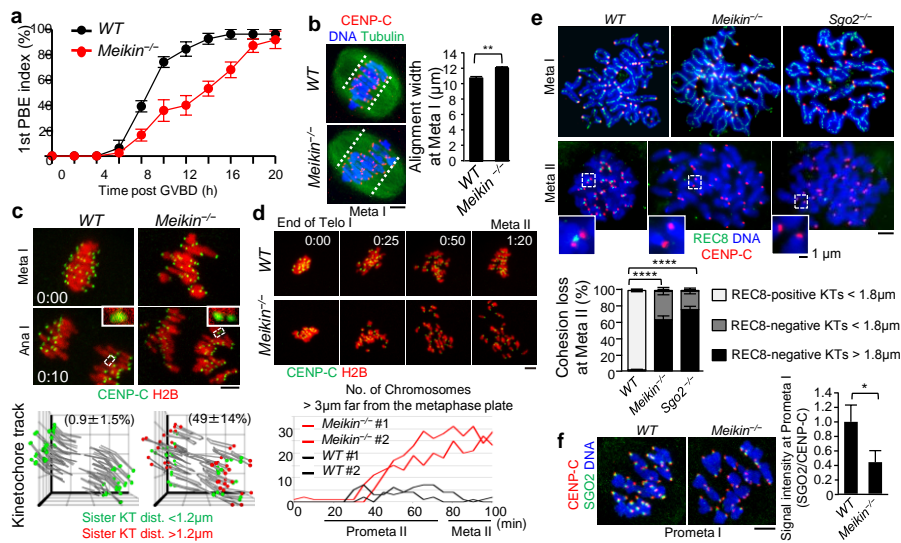 a
1st PBE index (%)
100
80
60
40
20
WT
Meikin−/−
0 2 4 6 8 10 12 14 16 18 20
Time post GVBD (h)
b
CENP-C
DNA Tubulin
WT
Meikin−/−
Meta I
Alignment width
at Meta I (µm)
12
10
8
6
4
2
0
**
WT
Meikin−/−
c
WT Meikin−/−
Meta I
0:00
Ana I
0:10
CENP-C H2B
Kinetochore track
(0.9±1.5%) (49±14%)
Sister KT dist. <1.2µm
Sister KT dist. >1.2µm
d
End of Telo I Meta II
0:00 0:25 0:50 1:20
WT
Meikin−/−
CENP-C H2B
No. of Chromosomes
> 3µm far from the metaphase plate
30
20
10
0
Meikin−/− #1
Meikin−/− #2
WT #1
WT #2
0 20 40 60 80 100 (min)
Prometa II Meta II
e
WT Meikin−/− Sgo2−/−
Meta I
Meta II
REC8 DNA
CENP-C
1 µm
Cohesion loss
at Meta II (%)
100
80
60
40
20
0
****
****
WT
Meikin−/−
Sgo2−/−
REC8-positive KTs < 1.8µm
REC8-negative KTs < 1.8µm
REC8-negative KTs > 1.8µm
f
WT Meikin−/−
CENP-C
SGO2 DNA
Prometa I
Signal intensity at Prometa I
(SGO2/CENP-C)
1.4
1.2
1.0
0.8
0.6
0.4
0.2
0
*
WT
Meikin−/−